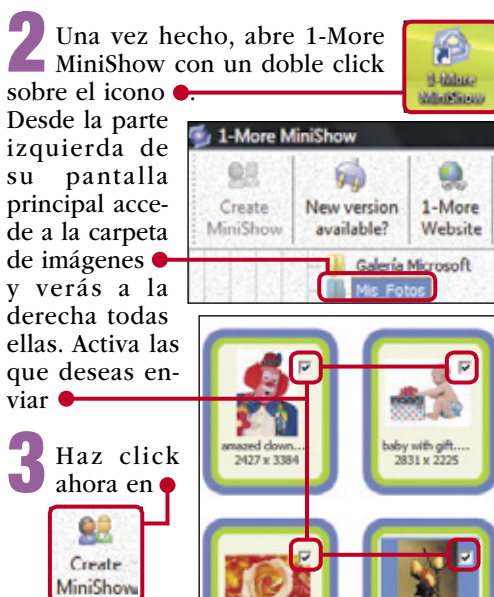 2 Una vez hecho, abre 1-More
MiniShow con un doble click
sobre el icono
1-More
MiniShow
Desde la parte
izquierda de
su pantalla
principal acce-
de a la carpeta
de imágenes
y verás a la
derecha todas
ellas. Activa las
que deseas en-
viar
1-More MiniShow
Create
MiniShow
New version
available?
1-More
Website
Galería Microsoft
Mis Fotos
amazed clown....
2427 x 3384
baby with gift....
2831 x 2225
3 Haz click
ahora en
Create
MiniShow